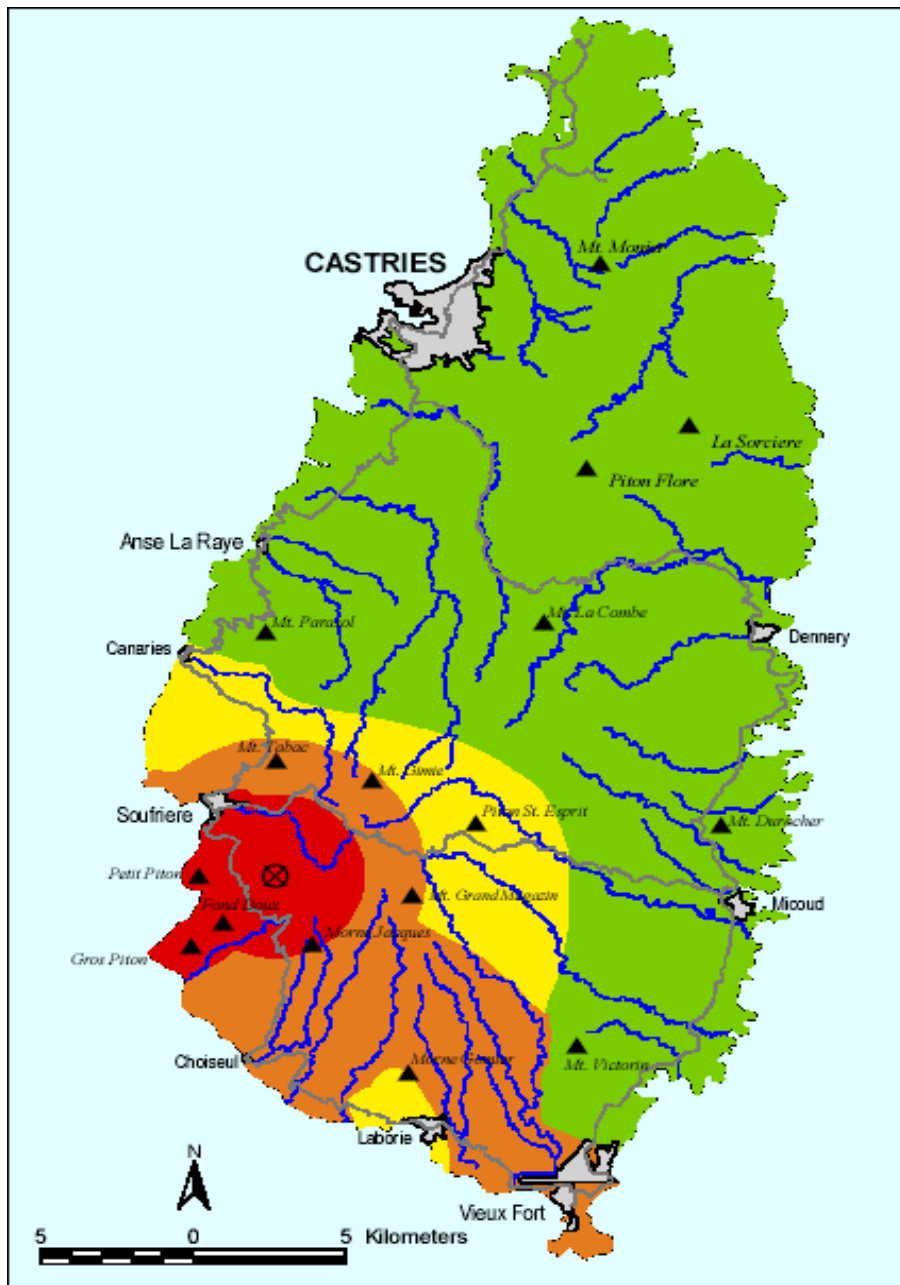 CASTRIES
Mt. Monier
La Sorciere
Piton Flore
Anse La Raye
Mt. La Combe
Mt. Parasol
Dennery
Canaries
Mt. Tabac
Mt. Gimie
Soufriere
Piton St. Esprit
Mt. Durocher
Petit Piton
Mt. Grand Magazin
Micoud
Fond Doux
Morne Jacques
Gros Piton
Choiseul
Morne Gomier
Mt. Victorin
Laborie
N
Vieux Fort
5 0 5 Kilometers